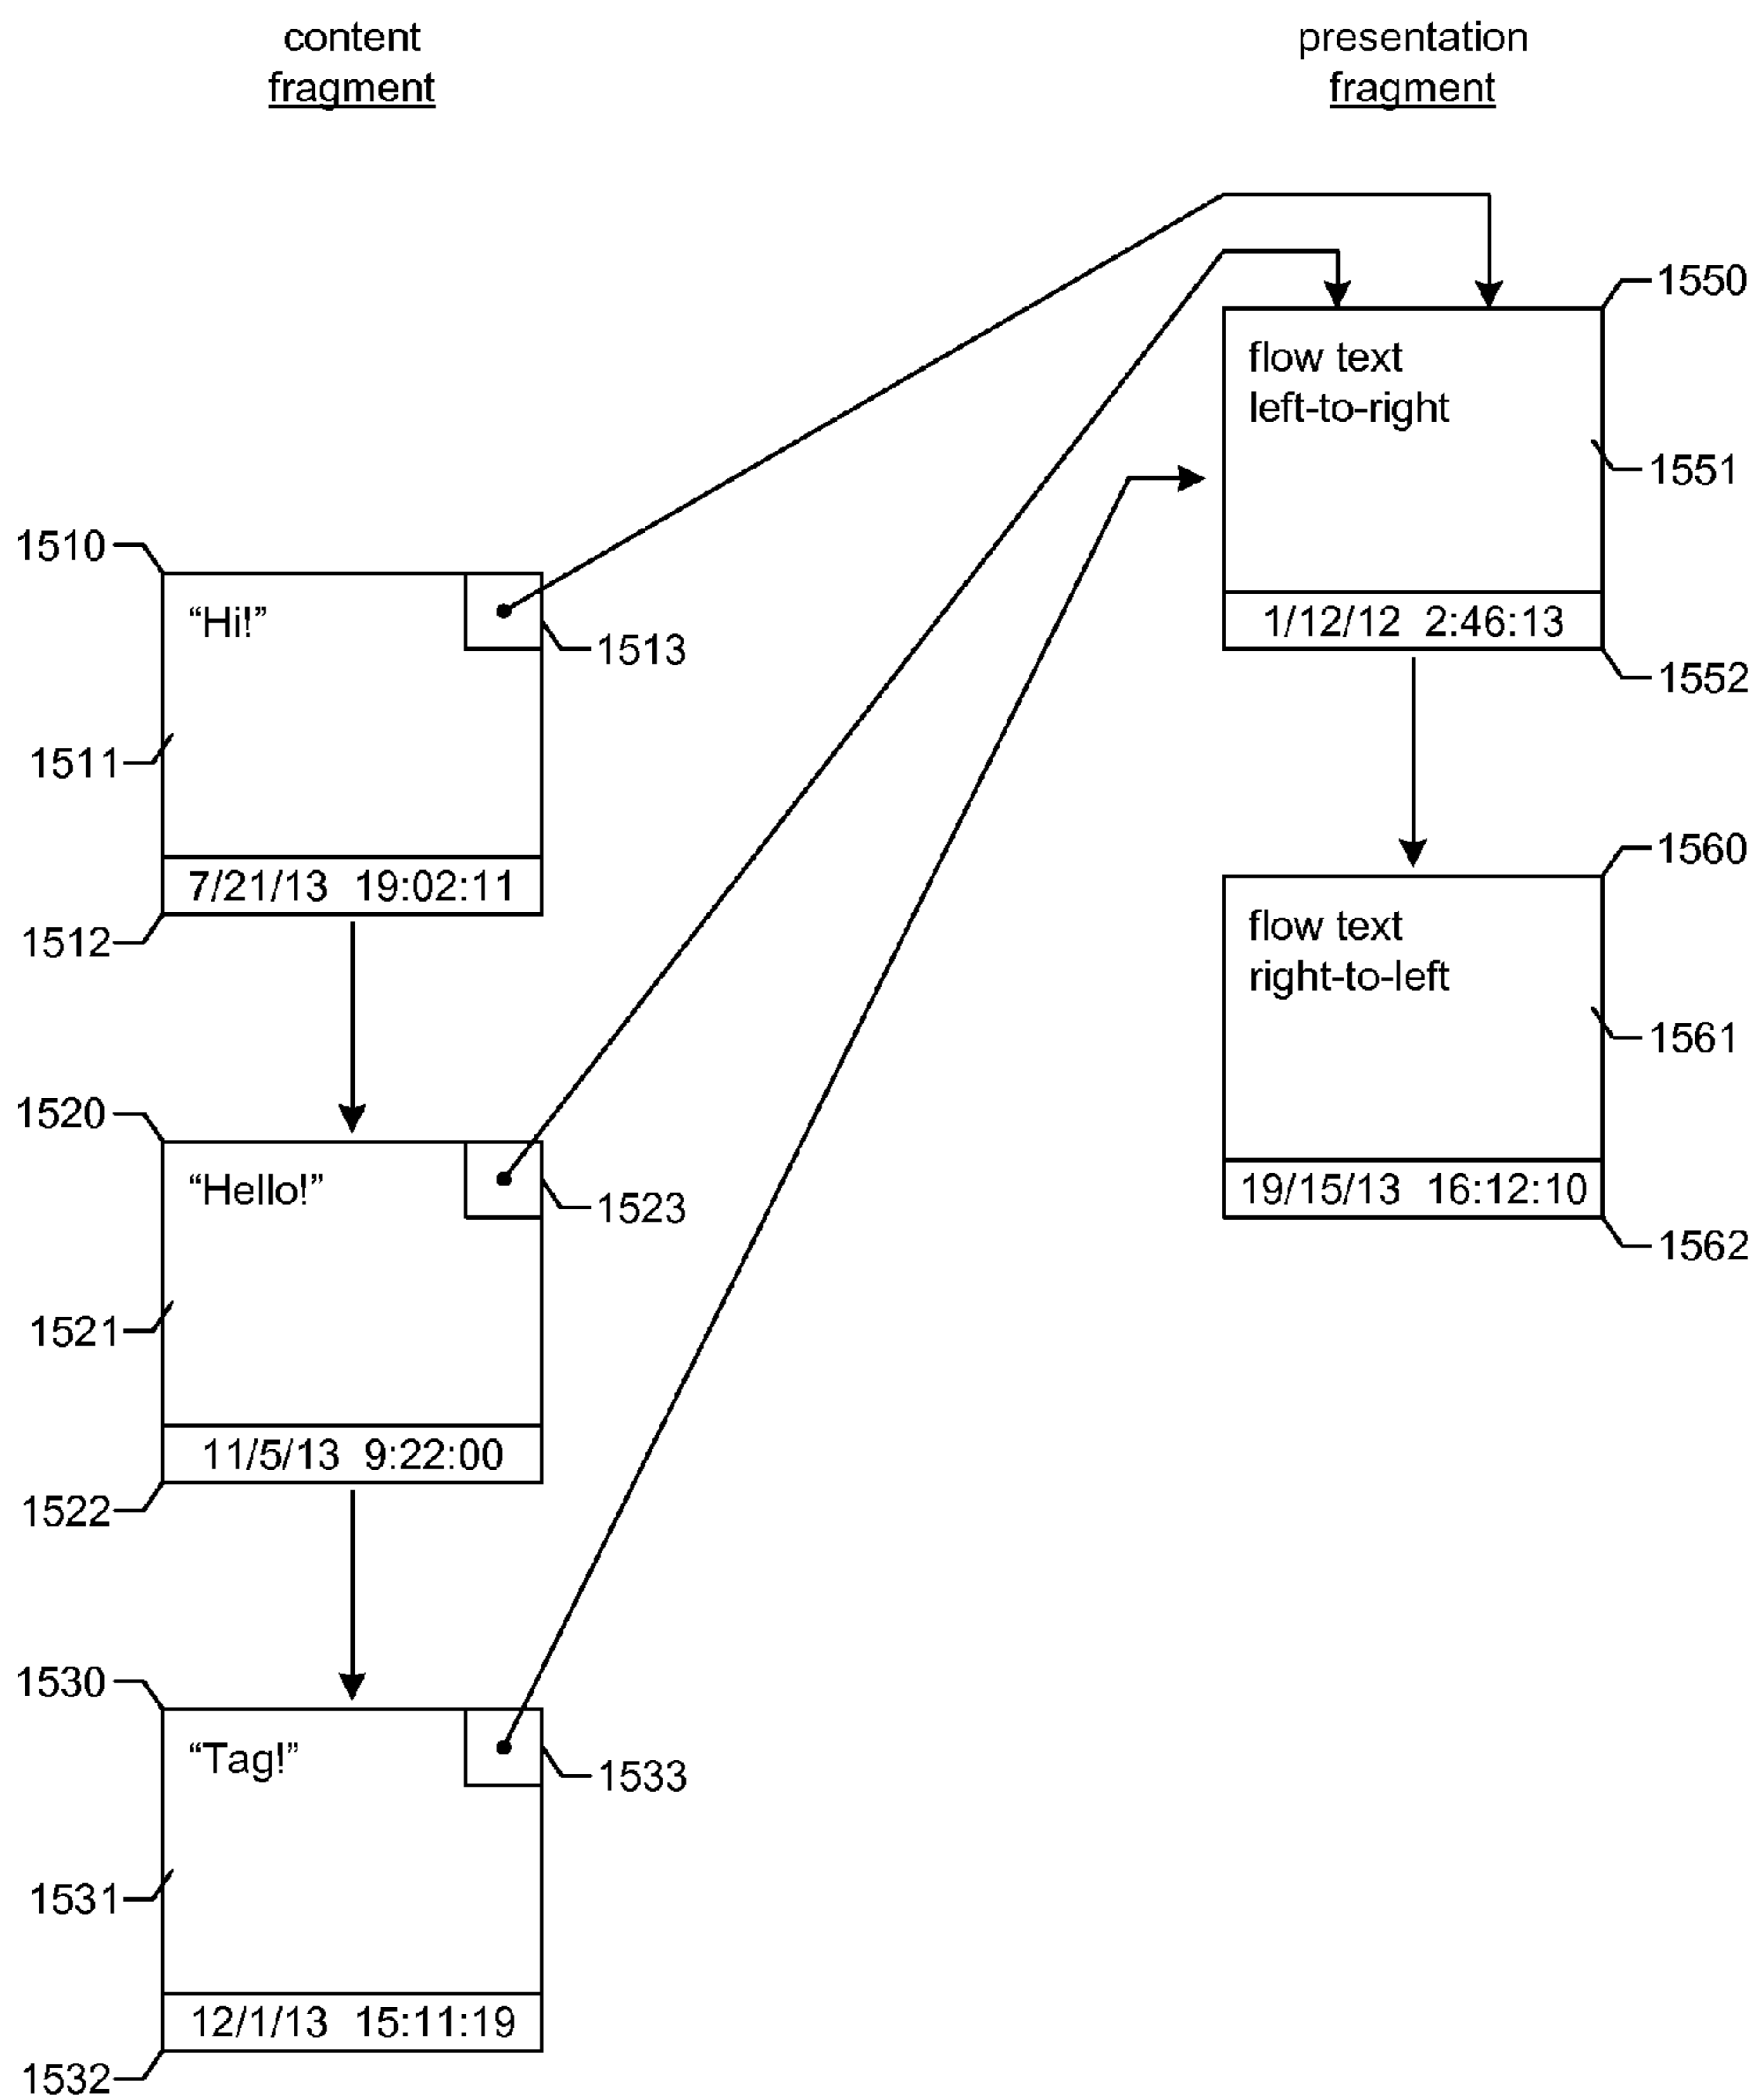 content
fragment
presentation
fragment
1550
flow text
left-to-right
1551
1/12/12 2:46:13
1552
1510
“Hi!”
1513
1511
7/21/13 19:02:11
1512
1560
flow text
right-to-left
1561
19/15/13 16:12:10
1562
1520
“Hello!”
1523
1521
11/5/13 9:22:00
1522
1530
“Tag!”
1533
1531
12/1/13 15:11:19
1532